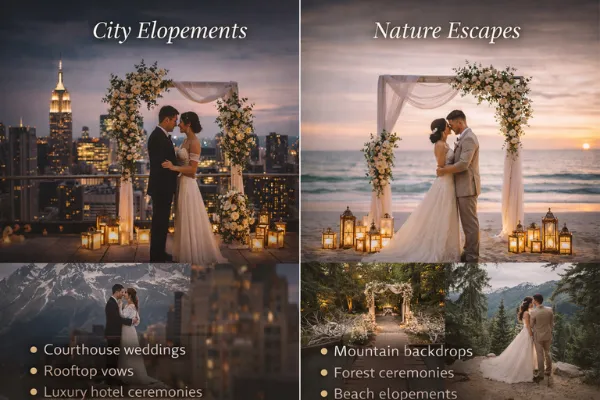 City Elopements
Courthouse weddings
Rooftop vows
Luxury hotel ceremonies
Nature Escapes
Mountain backdrops
Forest ceremonies
Beach elopements